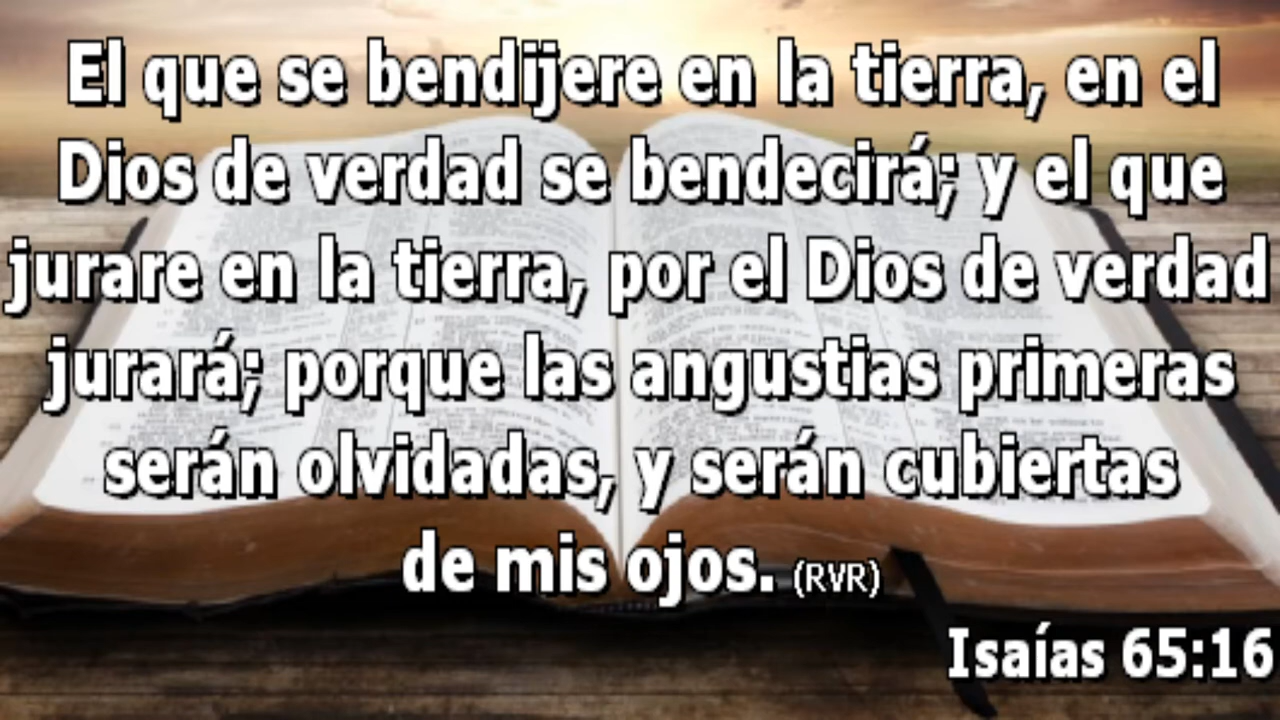 El que se bendijere en la tierra, en el
Dios de verdad se bendecirá; y el que
jurare en la tierra, por el Dios de verdad
jurará; porque las angustias primeras
serán olvidadas, y serán cubiertas
de mis ojos. (RVR)
Isaías 65:16